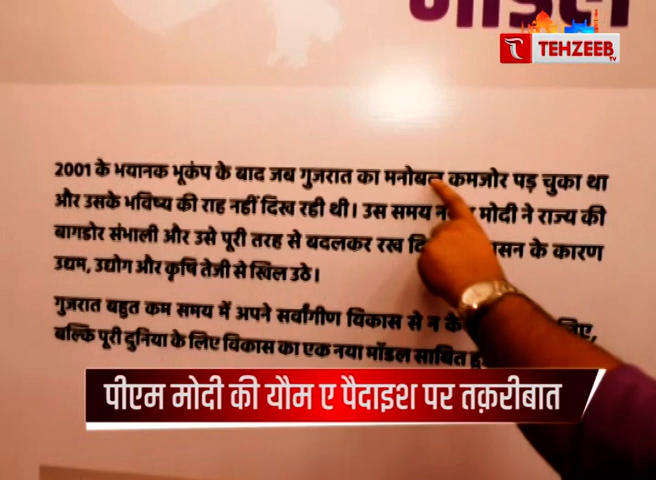 TEHZEEB
TV
2001 के भयानक भूकंप के बाद जब गुजरात का मनोबल कमजोर पड़ चुका था
और उसके भविष्य की राह नहीं दिख रही थी। उस समय मोदी ने राज्य की
बागडोर संभाली और उसे पूरी तरह से बदलकर रख के कारण
उद्यम, उद्योग और कृषि तेजी से खिल उठे।
गुजरात बहुत कम समय में अपने सर्वांगीण विकास से न
बल्कि पूरी दुनिया के लिए विकास का एक नया मॉडल साबित
पीएम मोदी की यौम ए पैदाइश पर तक़रीबात